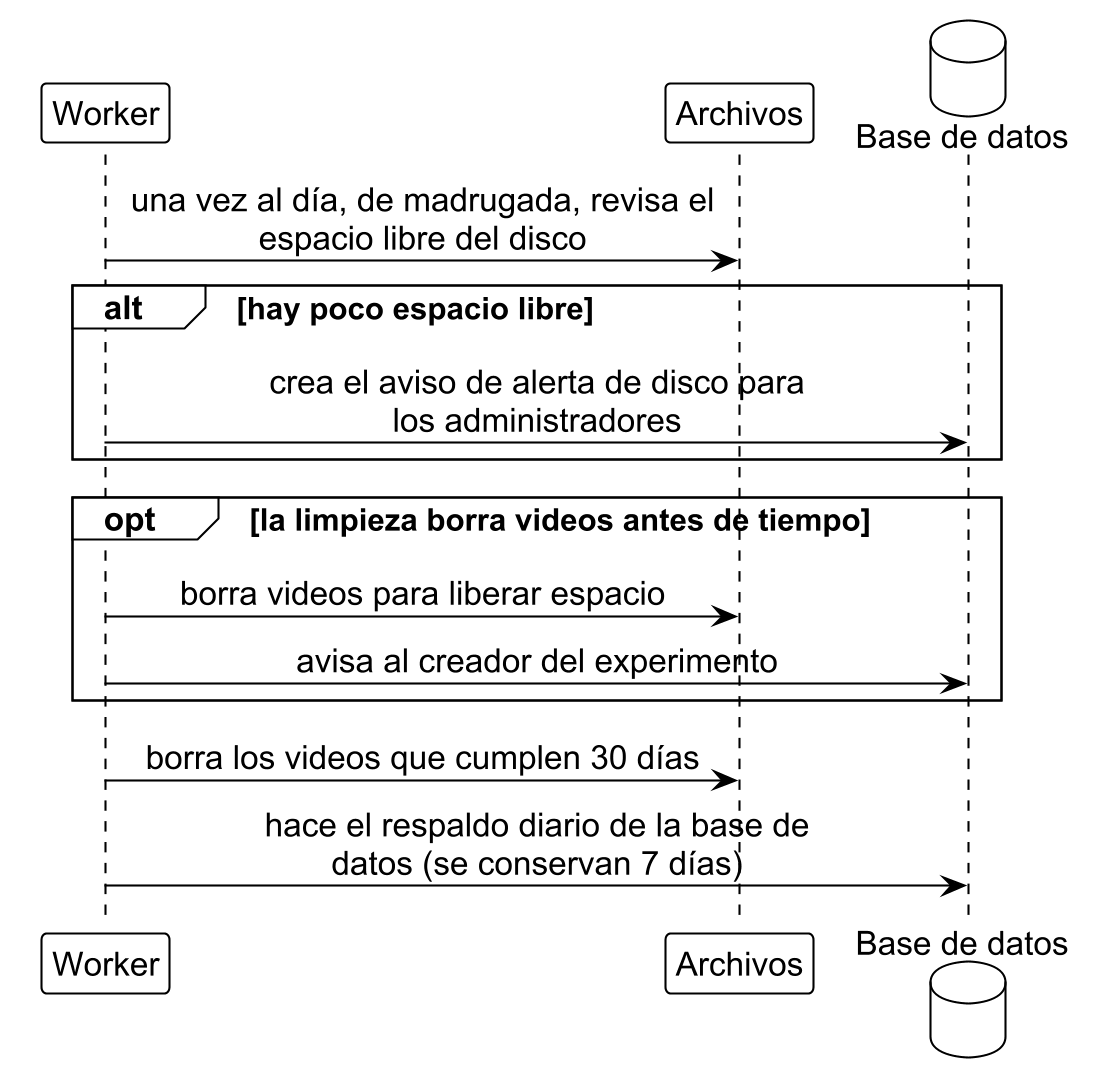 Worker
Archivos
Base de datos
una vez al día, de madrugada, revisa el
espacio libre del disco
alt
[hay poco espacio libre]
crea el aviso de alerta de disco para
los administradores
opt
[la limpieza borra videos antes de tiempo]
borra videos para liberar espacio
avisa al creador del experimento
borra los videos que cumplen 30 días
hace el respaldo diario de la base de
datos (se conservan 7 días)
Worker
Archivos
Base de datos